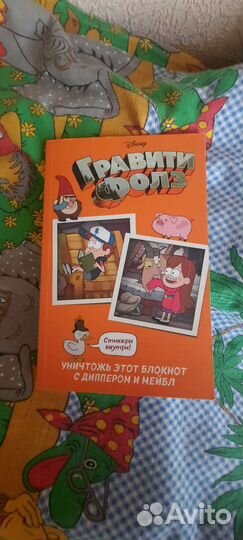 Disney
ГРАВИТИ
ФОЛЗ
Стикеры
внутри!
УНИЧТОЖЬ ЭТОТ БЛОКНОТ
С ДИППЕРОМ И МЕЙБЛ
Avito